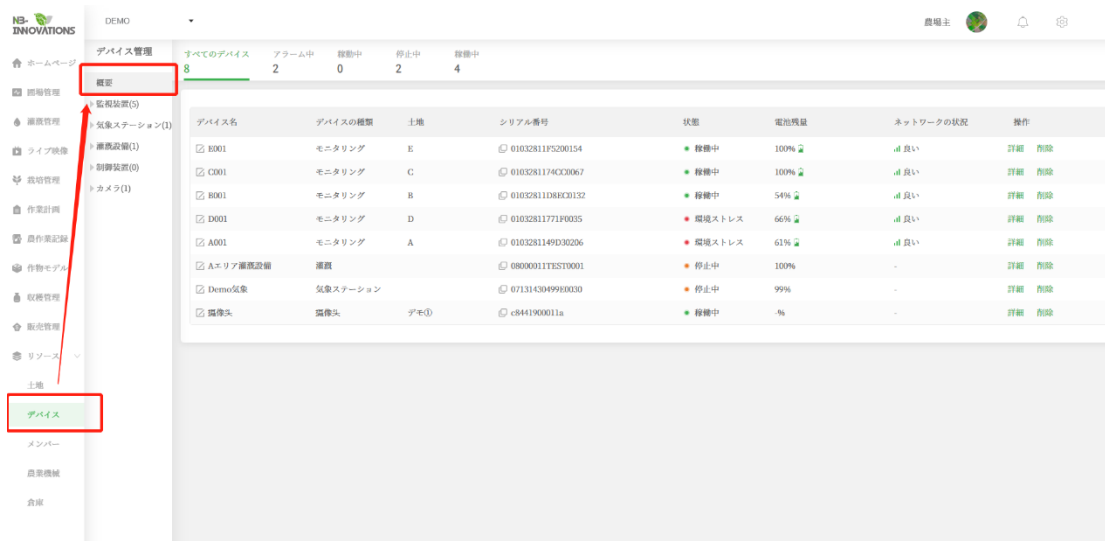 NB-
INNOVATIONS
DEMO
農場主
ホームページ
圃場管理
灌漑管理
ライブ映像
栽培管理
作業計画
農作業記録
作物モデル
収穫管理
販売管理
リソース
土地
デバイス
メンバー
農業機械
倉庫
デバイス管理
概要
監視装置(5)
気象ステーション(1)
灌漑設備(1)
制御装置(0)
カメラ(1)
すべてのデバイス アラーム中 稼動中 停止中 稼働中
8 2 0 2 4
デバイス名 デバイスの種類 土地 シリアル番号 状態 電池残量 ネットワークの状況 操作
E001 モニタリング E 01032811F5200154 稼働中 100% 良い 詳細 削除
C001 モニタリング C 0103281174CC0067 稼働中 100% 良い 詳細 削除
B001 モニタリング B 01032811D8EC0132 稼働中 54% 良い 詳細 削除
D001 モニタリング D 01032811771F0035 環境ストレス 66% 良い 詳細 削除
A001 モニタリング A 0103281149D30206 環境ストレス 61% 良い 詳細 削除
Aエリア灌漑設備 灌漑 08000011TEST0001 停止中 100% - 詳細 削除
Demo気象 気象ステーション 07131430499E0030 停止中 99% - 詳細 削除
摄像头 摄像头 デモ① c8441900011a 稼働中 -% - 詳細 削除